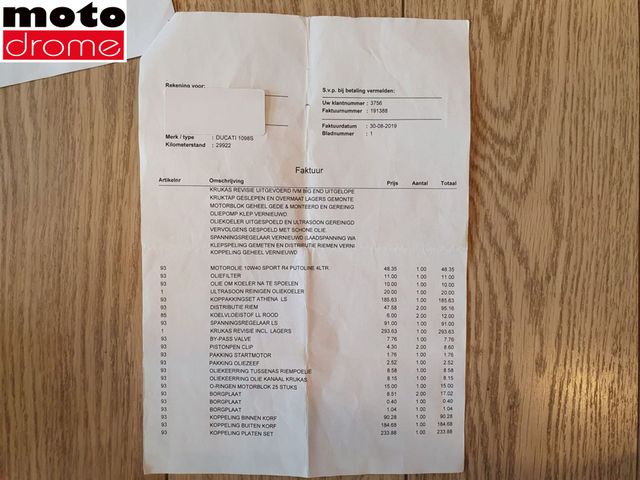 moto
drome
Rekening voor:
S.v.p. bij betaling vermelden:
Uw klantnummer : 3756
Faktuurnummer : 191388
Faktuurdatum : 30-08-2019
Bladnummer : 1
Merk / type : DUCATI 1098S
Kilometerstand : 29922
Faktuur
Artikelnr Omschrijving Prijs Aantal Totaal
KRUKAS REVISIE UITGEVOERD IVM BIG END UITGELOPE
KRUKTAP GESLEPEN EN OVERMAAT LAGERS GEMONTE
MOTORBLOK GEHEEL GEDE & MONTEERD EN GEREINIG
OLIEPOMP KLEP VERNIEUWD
OLIEKOELER UITGESPOELD EN ULTRASOON GEREINIGD
VERVOLGENS GESPOELD MET SCHONE OLIE.
SPANNINGSREGELAAR VERNIEUWD (LAADSPANNING WA
KLEPSPELING GEMETEN EN DISTRIBUTIE RIEMEN VERNI
KOPPELING GEHEEL VERNIEUWD
93 MOTOROLIE 10W40 SPORT R4 PUTOLINE 4LTR 48.35 1.00 48.35
93 OLIEFILTER 11.00 1.00 11.00
93 OLIE OM KOELER NA TE SPOELEN 10.00 1.00 10.00
1 ULTRASOON REINIGEN OLIEKOELER 20.00 1.00 20.00
93 KOPPAKKINGSET ATHENA LS 185.63 1.00 185.63
93 DISTRIBUTIE RIEM 47.58 2.00 95.16
85 KOELVLOEISTOF LL ROOD 6.00 2.00 12.00
93 SPANNINGSREGELAAR LS 91.00 1.00 91.00
1 KRUKAS REVISIE INCL. LAGERS 293.63 1.00 293.63
93 BY-PASS VALVE 7.76 1.00 7.76
93 PISTONPEN CLIP 4.30 2.00 8.60
93 PAKKING STARTMOTOR 1.76 1.00 1.76
93 PAKKING OLIEZEEF 2.52 1.00 2.52
93 OLIEKEERRING TUSSENAS RIEMPOELIE 8.58 1.00 8.58
93 OLIEKEERRING OLIE KANAAL KRUKAS 8.15 1.00 8.15
93 O-RINGEN MOTORBLOK 25 STUKS 15.00 1.00 15.00
93 BORGPLAAT 8.51 2.00 17.02
93 BORGPLAAT 0.40 1.00 0.40
93 BORGPLAAT 1.04 1.00 1.04
93 KOPPELING BINNEN KORF 90.28 1.00 90.28
93 KOPPELING BUITEN KORF 184.68 1.00 184.68
93 KOPPELING PLATEN SET 233.88 1.00 233.88